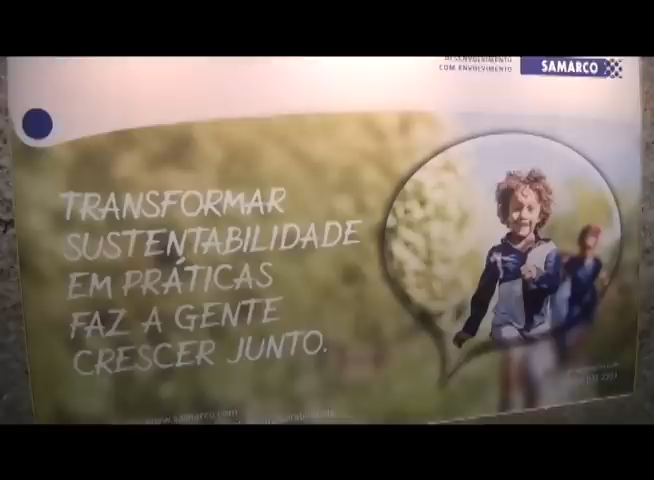 DESENVOLVIMENTO
COM ENVOLVIMENTO
SAMARCO
TRANSFORMAR
SUSTENTABILIDADE
EM PRÁTICAS
FAZ A GENTE
CRESCER JUNTO.
www.samarco.com